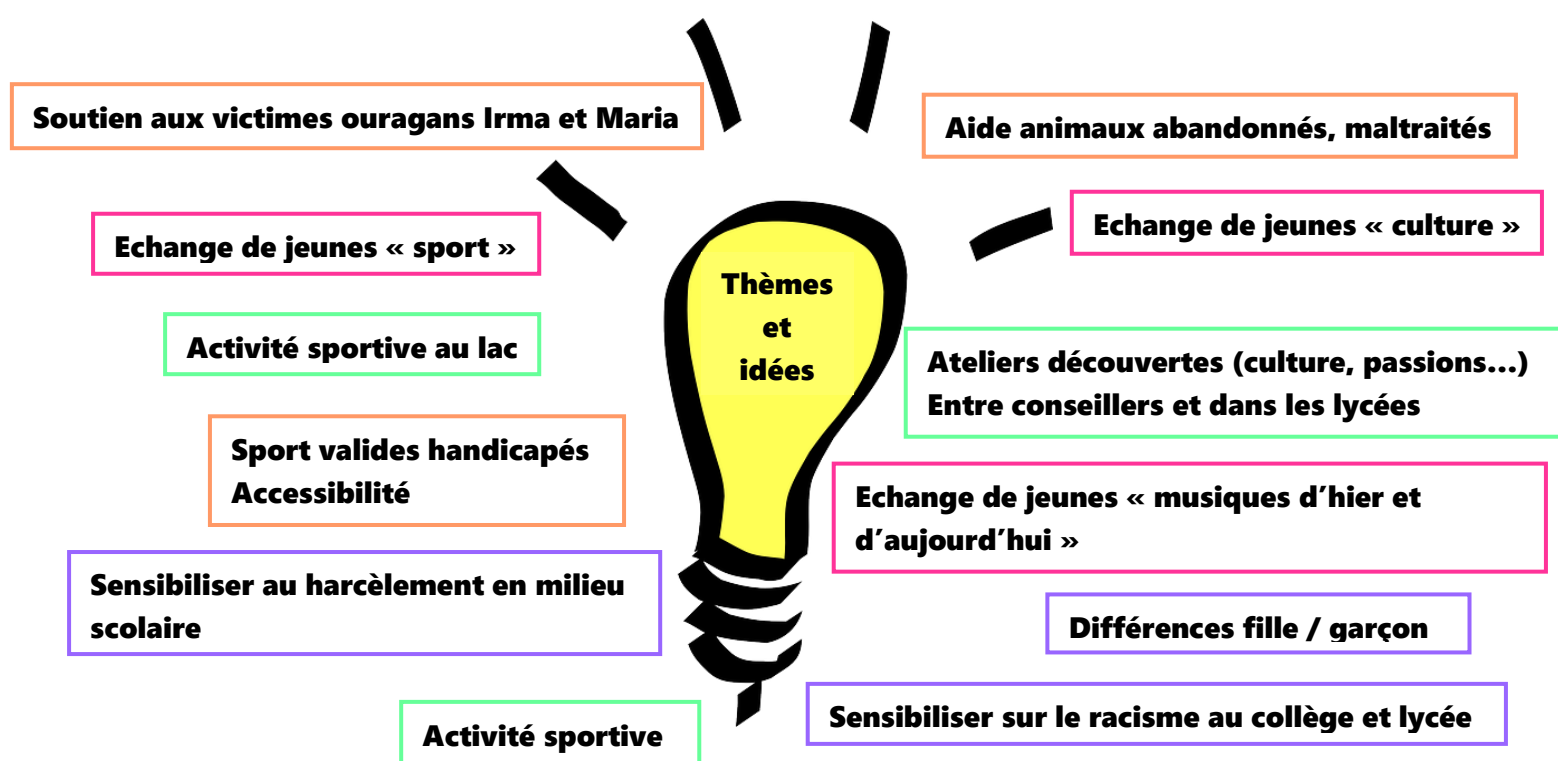 Soutien aux victimes ouragans Irma et Maria
Aide animaux abandonnés, maltraités
Echange de jeunes « sport »
Echange de jeunes « culture »
Thèmes
et
idées
Activité sportive au lac
Ateliers découvertes (culture, passions...)
Entre conseillers et dans les lycées
Sport valides handicapés
Accessibilité
Echange de jeunes « musiques d’hier et
d’aujourd’hui »
Sensibiliser au harcèlement en milieu
scolaire
Différences fille / garçon
Sensibiliser sur le racisme au collège et lycée
Activité sportive